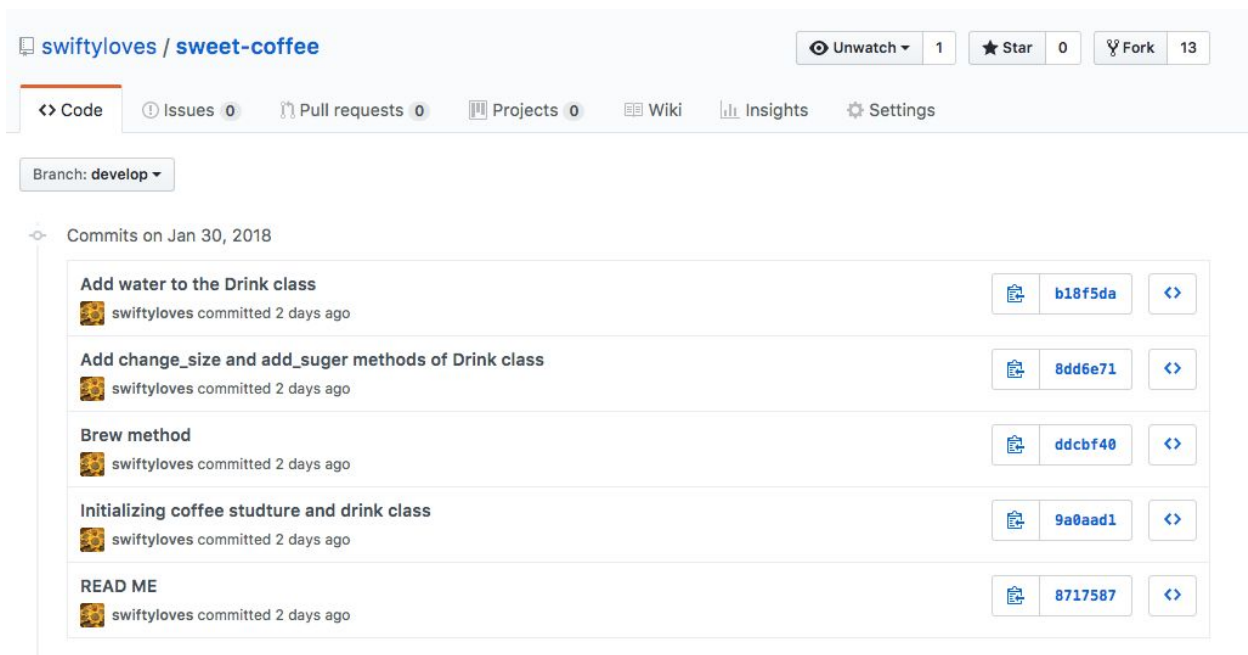 swiftyloves / sweet-coffee
Unwatch 1 Star 0 Fork 13
Code Issues 0 Pull requests 0 Projects 0 Wiki Insights Settings
Branch: develop
Commits on Jan 30, 2018
Add water to the Drink class
swiftyloves committed 2 days ago
b18f5da
Add change_size and add_suger methods of Drink class
swiftyloves committed 2 days ago
8dd6e71
Brew method
swiftyloves committed 2 days ago
ddcbf40
Initializing coffee studture and drink class
swiftyloves committed 2 days ago
9a0aad1
READ ME
swiftyloves committed 2 days ago
8717587